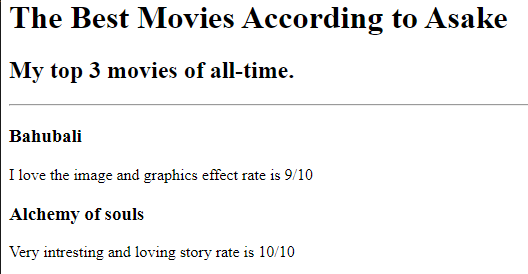 The Best Movies According to Asake
My top 3 movies of all-time.
Bahubali
I love the image and graphics effect rate is 9/10
Alchemy of souls
Very intresting and loving story rate is 10/10